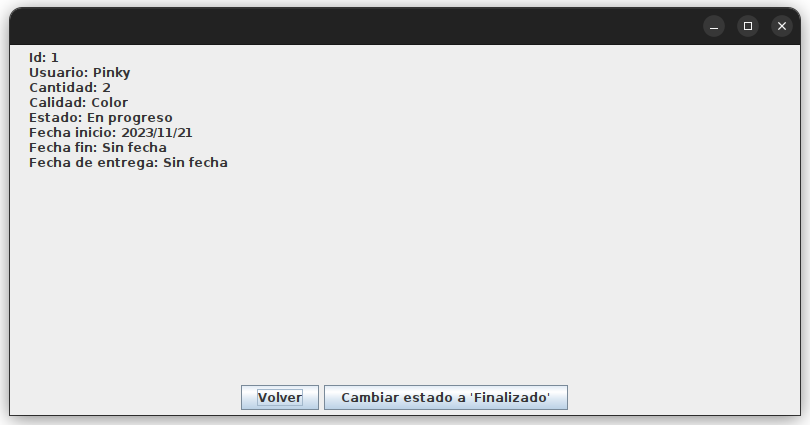 Id: 1
Usuario: Pinky
Cantidad: 2
Calidad: Color
Estado: En progreso
Fecha inicio: 2023/11/21
Fecha fin: Sin fecha
Fecha de entrega: Sin fecha
Volver
Cambiar estado a 'Finalizado'